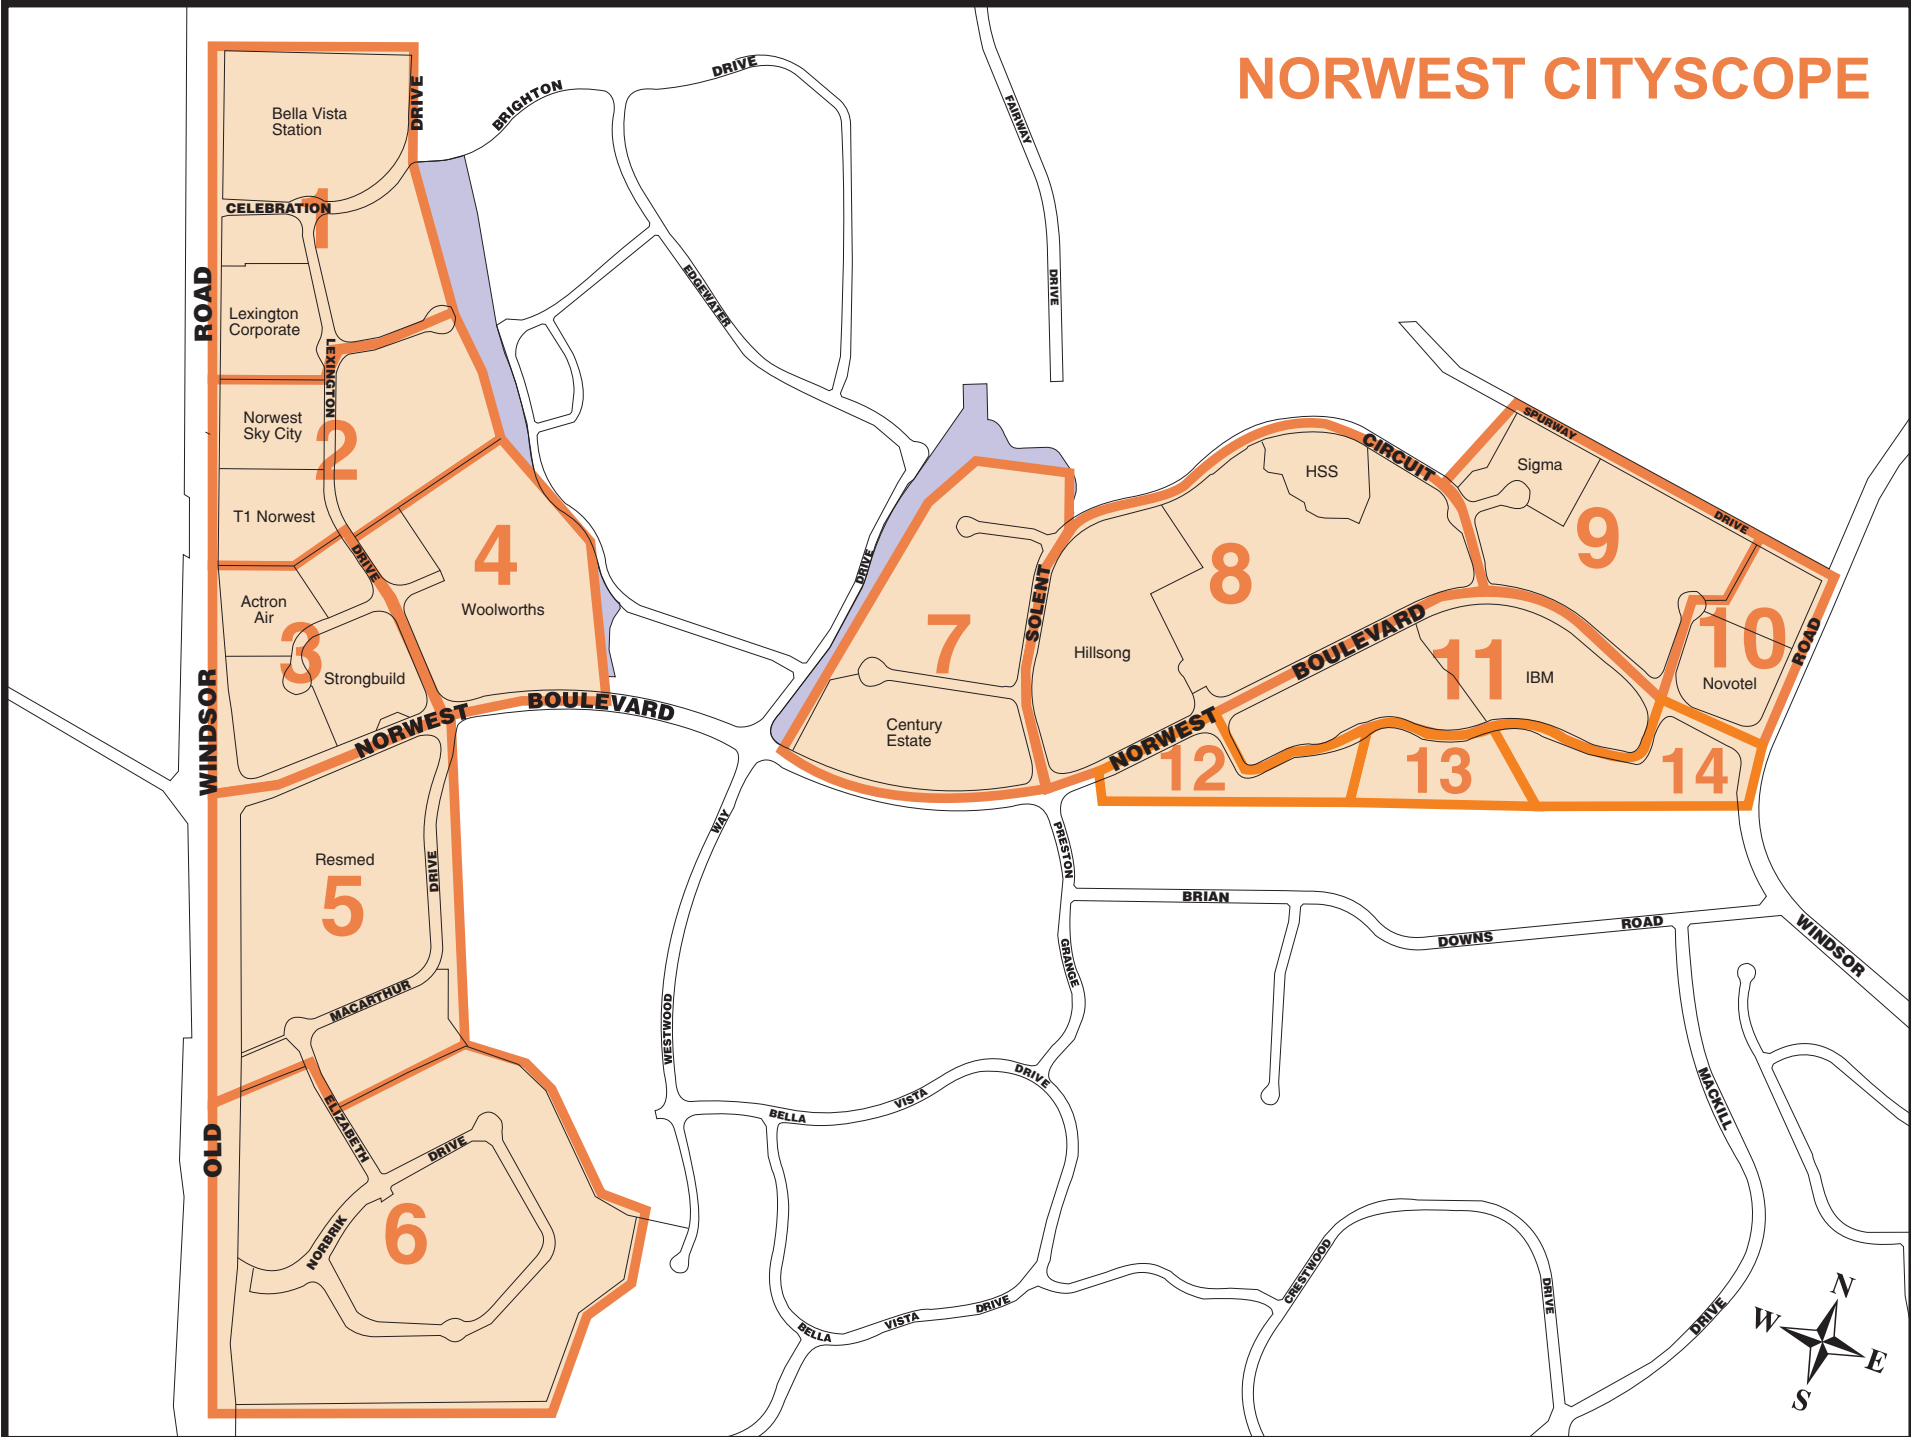 NORWEST CITYSCOPE
DRIVE
BRIGHTON
DRIVE
FAIRWAY
DRIVE
Bella Vista
Station
1
CELEBRATION
ROAD
Lexington
Corporate
LEXINGTON
EDGEWATER
Norwest
Sky City
2
T1 Norwest
DRIVE
4
Woolworths
Actron
Air
3
Strongbuild
WINDSOR
NORWEST
BOULEVARD
DRIVE
7
SOLENT
Century
Estate
Hillsong
8
HSS
CIRCUIT
SPURWAY
DRIVE
Sigma
9
10
Novotel
ROAD
BOULEVARD
11
IBM
NORWEST
12
13
14
Resmed
5
DRIVE
MACARTHUR
WAY
WESTWOOD
PRESTON
GRANGE
BRIAN
DOWNS
ROAD
WINDSOR
OLD
ELIZABETH
DRIVE
NORBRIK
6
BELLA
VISTA
DRIVE
BELLA
VISTA
DRIVE
CRESTWOOD
DRIVE
MACKILL
DRIVE
N
W
E
S